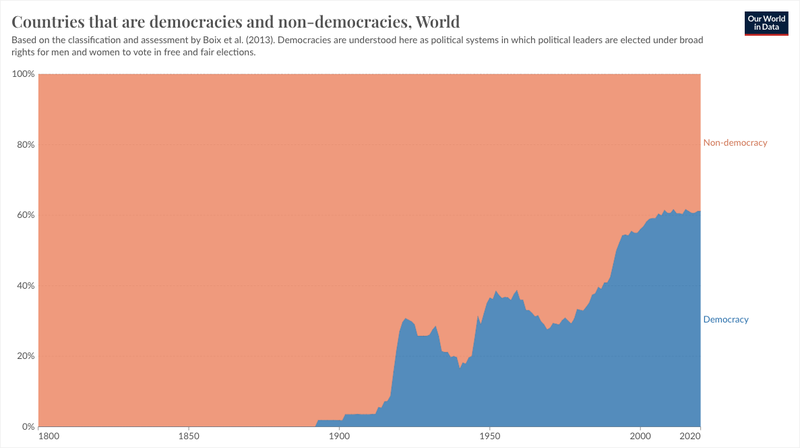 Countries that are democracies and non-democracies, World
Our World
in Data
Based on the classification and assessment by Boix et al. (2013). Democracies are understood here as political systems in which political leaders are elected under broad
rights for men and women to vote in free and fair elections.
100%
80%
60%
40%
20%
0%
Non-democracy
Democracy
1800
1850
1900
1950
2000
2020